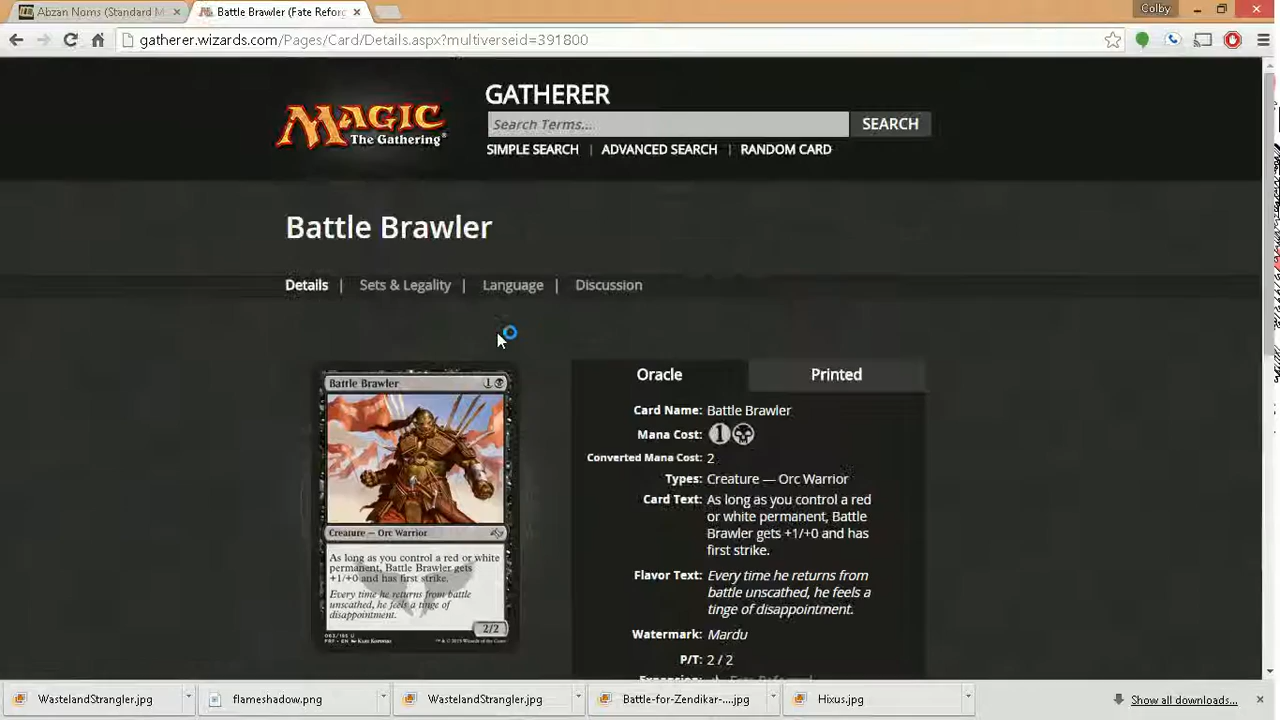 Abzan Noms (Standard M
Battle Brawler (Fate Reforg
Colby
gatherer.wizards.com/Pages/Card/Details.aspx?multiverseid=391800
MAGIC
The Gathering®
GATHERER
Search Terms...
SEARCH
SIMPLE SEARCH | ADVANCED SEARCH | RANDOM CARD
Battle Brawler
Details | Sets & Legality | Language | Discussion
Battle Brawler 1
Creature — Orc Warrior
As long as you control a red or white
permanent, Battle Brawler gets
+1/+0 and has first strike.
Every time he returns from battle
unscathed, he feels a tinge of
disappointment.
2/2
Oracle
Printed
Card Name: Battle Brawler
Mana Cost: 1
Converted Mana Cost: 2
Types: Creature — Orc Warrior
Card Text: As long as you control a red
or white permanent, Battle
Brawler gets +1/+0 and has
first strike.
Flavor Text: Every time he returns from
battle unscathed, he feels a
tinge of disappointment.
Watermark: Mardu
P/T: 2 / 2
WastelandStrangler.jpg
flameshadow.png
WastelandStrangler.jpg
Battle-for-Zendikar-....jpg
Hixus.jpg
Show all downloads...